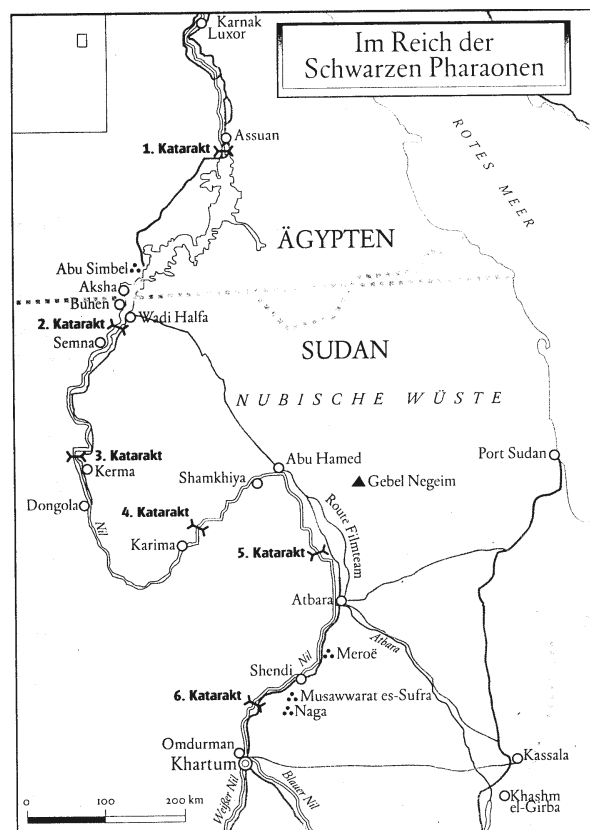 Karnak
Luxor
Im Reich der
Schwarzen Pharaonen
Assuan
1. Katarakt
ROTES MEER
ÄGYPTEN
Abu Simbel
Aksha
Buhen
2. Katarakt
Wadi Halfa
Semna
SUDAN
NUBISCHE WÜSTE
3. Katarakt
Kerma
Abu Hamed
Port Sudan
Shamkhiya
Gebel Negeim
Dongola
Nil
4. Katarakt
Karima
Route Filmteam
5. Katarakt
Atbara
Atbara
Nil
Meroë
Shendi
6. Katarakt
Musawwarat es-Sufra
Naga
Omdurman
Khartum
Kassala
Weißer Nil
Blauer Nil
Khashm
el-Girba
0 100 200 km